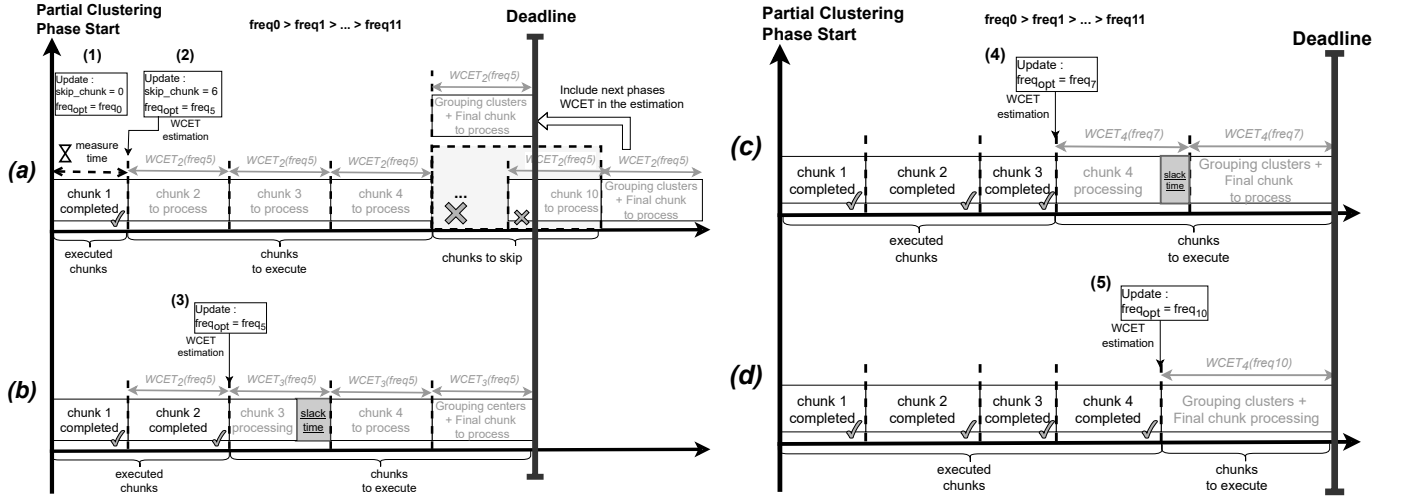 Partial Clustering
Phase Start
freq0 > freq1 > ... > freq11
Deadline
(1)
Update :
skip_chunk = 0
freqopt = freq0
(2)
Update :
skip_chunk = 6
freqopt = freq5
WCET
estimation
measure
time
WCET2(freq5)
Grouping clusters
+ Final chunk
to process
Include next phases
WCET in the estimation
(a)
WCET2(freq5)
WCET2(freq5)
WCET2(freq5)
WCET2(freq5)
WCET2(freq5)
chunk 1
completed
chunk 2
to process
chunk 3
to process
chunk 4
to process
...
chunk 10
to process
Grouping clusters
+ Final chunk
to process
executed
chunks
chunks
to execute
chunks to skip
(3)
Update :
freqopt = freq5
WCET
estimation
(b)
WCET2(freq5)
WCET3(freq5)
WCET3(freq5)
WCET3(freq5)
chunk 1
completed
chunk 2
completed
chunk 3
processing
slack
time
chunk 4
to process
Grouping centers
+ Final chunk
to process
executed
chunks
chunks
to execute
Partial Clustering
Phase Start
freq0 > freq1 > ... > freq11
Deadline
(4)
Update :
freqopt = freq7
WCET
estimation
(c)
WCET4(freq7)
WCET4(freq7)
chunk 1
completed
chunk 2
completed
chunk 3
completed
chunk 4
processing
slack
time
Grouping clusters +
Final chunk
to process
executed
chunks
chunks
to execute
(5)
Update :
freqopt = freq10
WCET
estimation
(d)
WCET4(freq10)
chunk 1
completed
chunk 2
completed
chunk 3
completed
chunk 4
completed
Grouping clusters +
Final chunk processing
executed
chunks
chunks
to execute